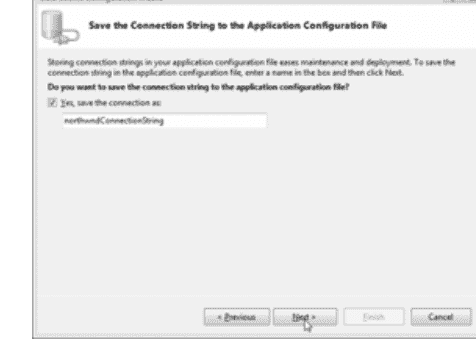 Save the Connection String to the Application Configuration File
Storing connection strings in your application configuration file eases maintenance and deployment. To save the
connection string in the application configuration file, enter a name in the box and then click Next.
Do you want to save the connection string to the application configuration file?
Yes, save the connection as:
northwndConnectionString
< Previous
Next >
Finish
Cancel